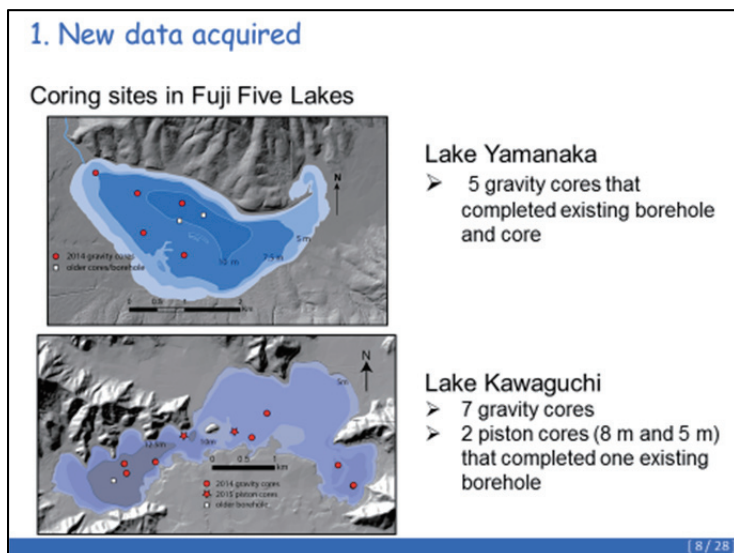 1. New data acquired
Coring sites in Fuji Five Lakes
N
5 m
7.5 m
10 m
2014 gravity cores
older cores/borehole
0 0.5 1 2
km
Lake Yamanaka
➢ 5 gravity cores that
completed existing borehole
and core
N
5m
12.5m
10m
0 0.5 1
km
2014 gravity cores
2015 piston cores
older borehole
Lake Kawaguchi
➢ 7 gravity cores
➢ 2 piston cores (8 m and 5 m)
that completed one existing
borehole
[ 8 / 28 ]